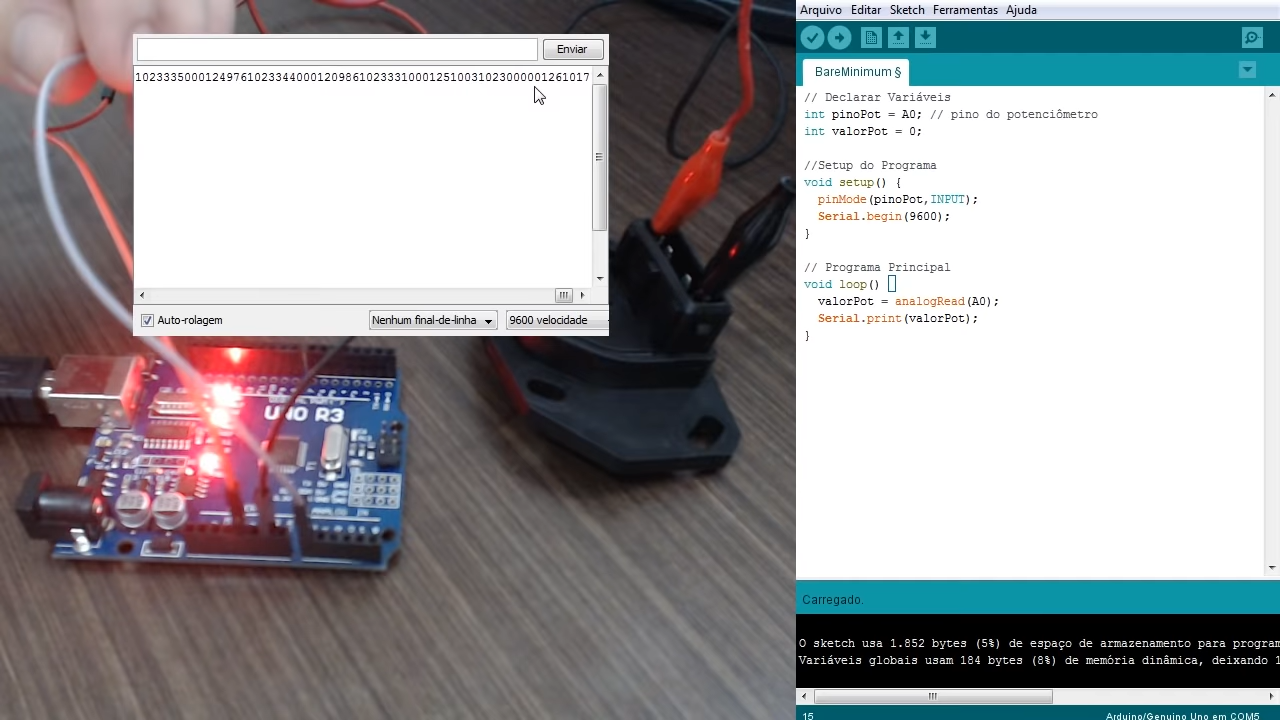 Enviar
10233350001249761023344000120986102333100012510031023000000161017
Auto-rolagem
Nenhum final-de-linha
9600 velocidade
UNO R3
ANALOG IN
Arquivo Editar Sketch Ferramentas Ajuda
BareMinimum §
// Declarar Variáveis
int pinoPot = A0; // pino do potenciômetro
int valorPot = 0;
//Setup do Programa
void setup() {
pinMode(pinoPot,INPUT);
Serial.begin(9600);
}
// Programa Principal
void loop() {
valorPot = analogRead(A0);
Serial.print(valorPot);
}
Carregado.
O sketch usa 1.852 bytes (5%) de espaço de armazenamento para program
Variáveis globais usam 184 bytes (8%) de memória dinâmica, deixando 1
15
Arduino/Genuino Uno em COM5